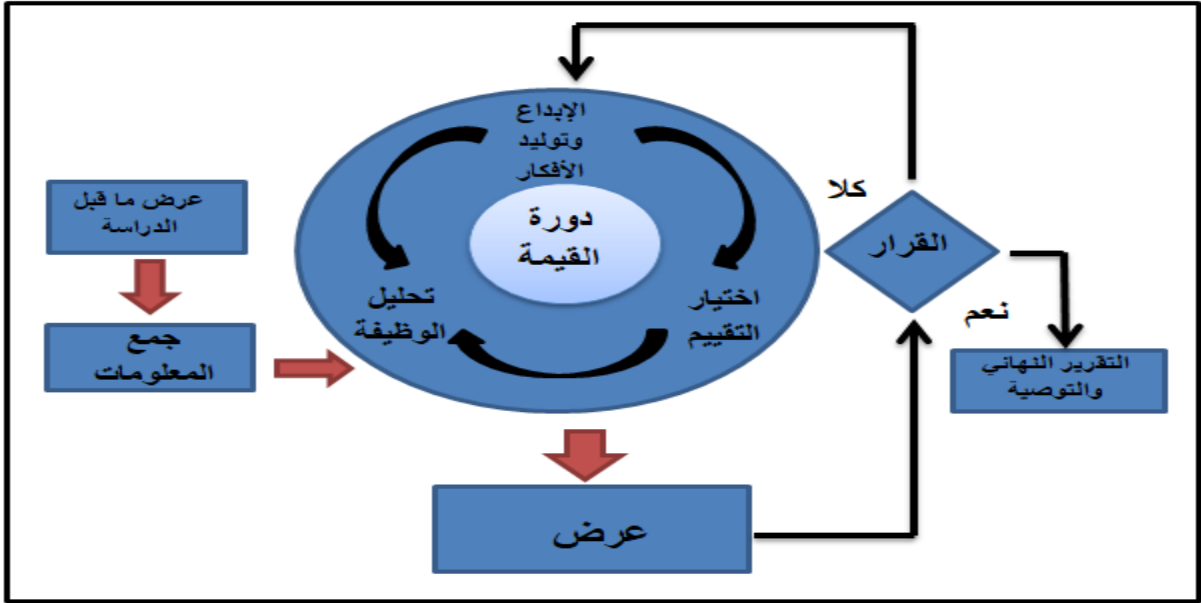 عرض ما قبل
الدراسة
جمع
المعلومات
الإبداع
وتوليد
الأفكار
دورة
القيمة
اختيار
التقييم
تحليل
الوظيفة
عرض
القرار
كلا
نعم
التقرير النهائي
والتوصية